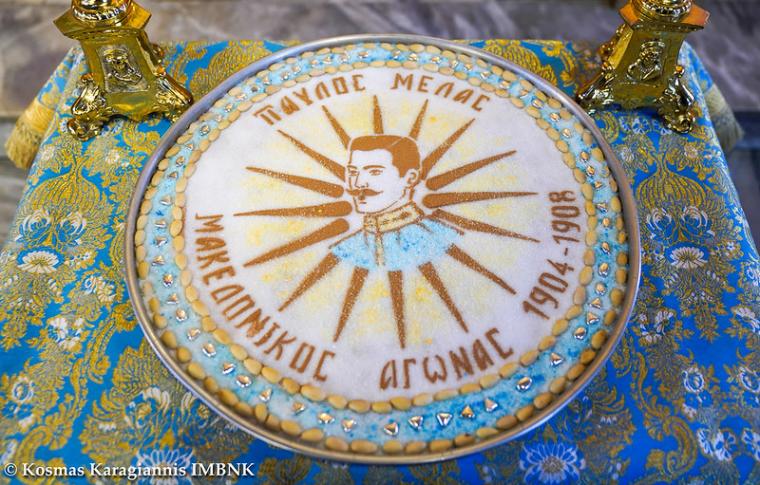 ΠΑΥΛΟΣ ΜΕΛΑΣ
ΜΑΚΕΔΟΝΙΚΟΣ ΑΓΩΝΑΣ 1904-1908
© Kosmas Karagiannis IMBNK